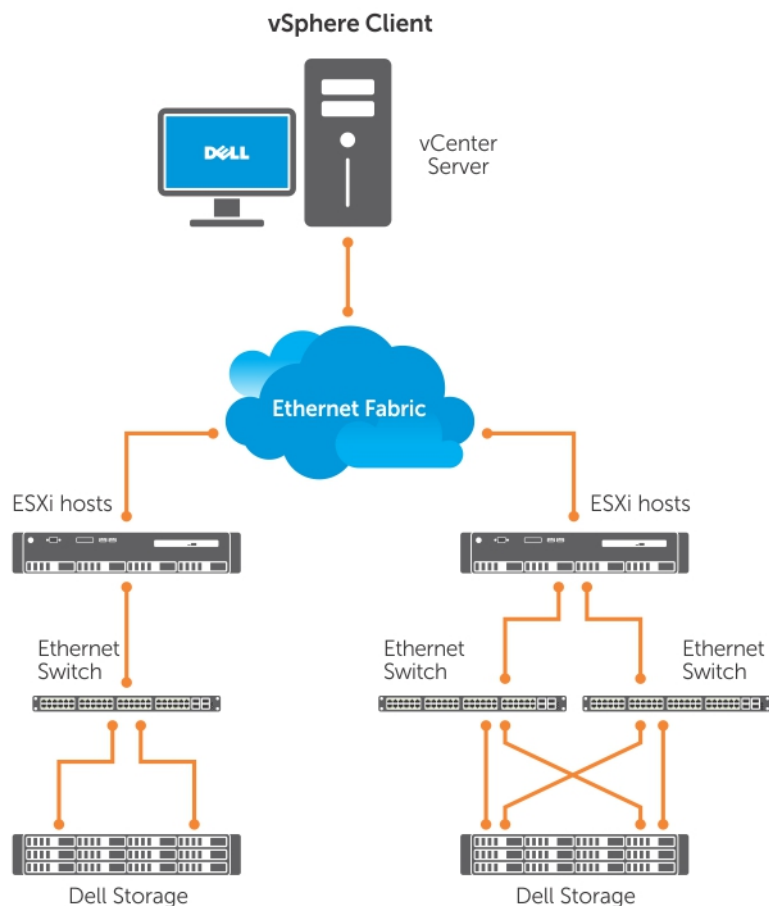 vSphere Client
DELL
vCenter
Server
Ethernet Fabric
ESXi hosts
ESXi hosts
Ethernet
Switch
Ethernet
Switch
Ethernet
Switch
Dell Storage
Dell Storage